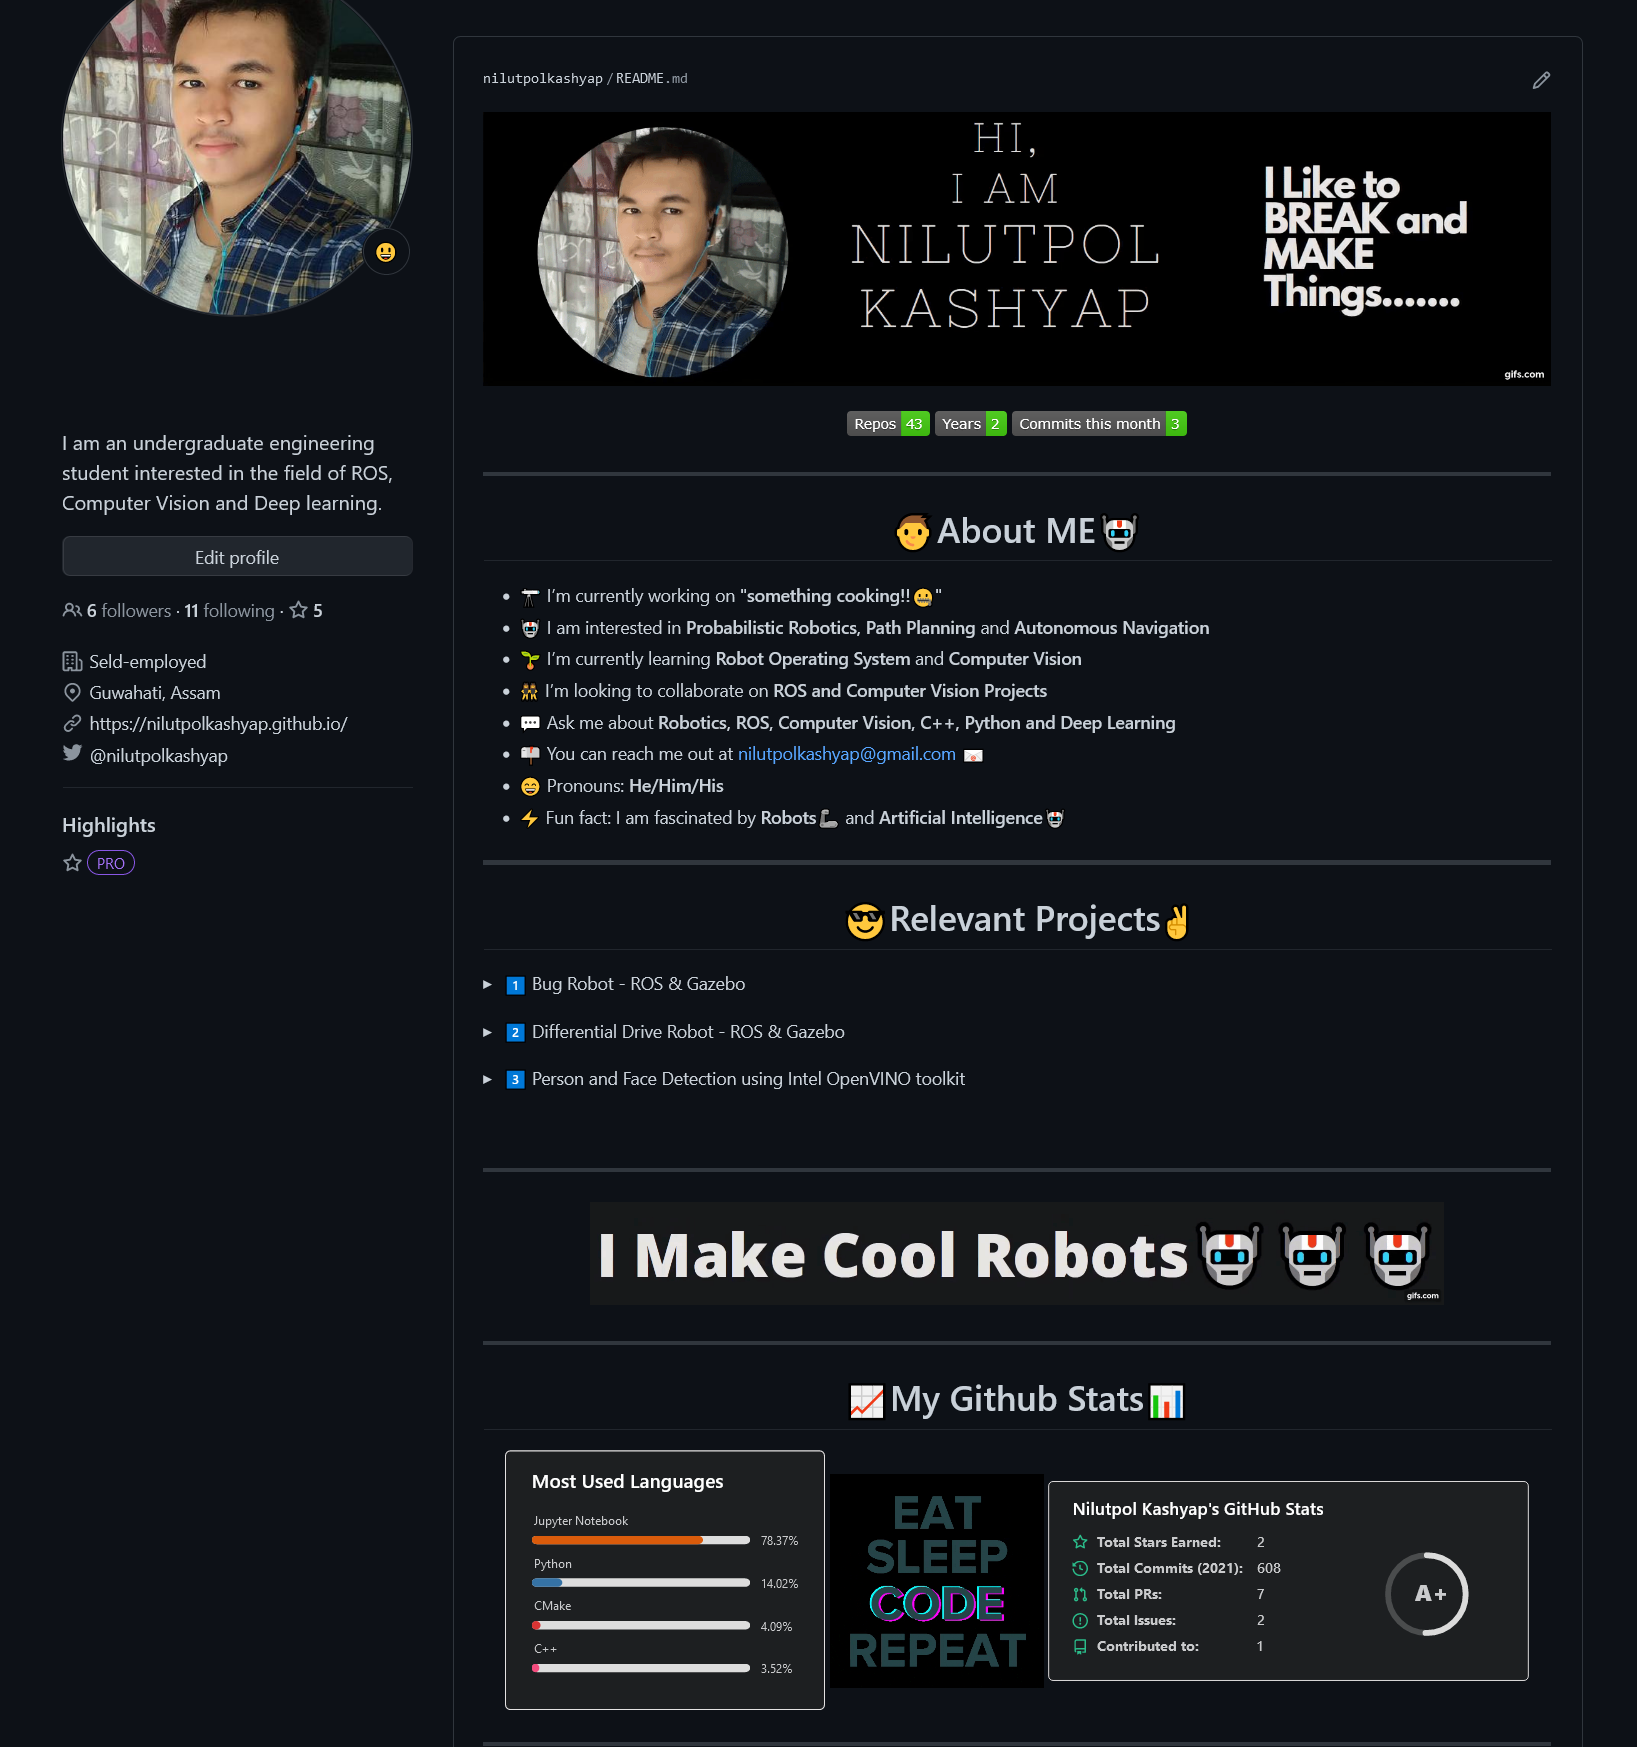 I am an undergraduate engineering
student interested in the field of ROS,
Computer Vision and Deep learning.
Edit profile
6 followers · 11 following · 5
Seld-employed
Guwahati, Assam
https://nilutpolkashyap.github.io/
@nilutpolkashyap
Highlights
PRO
nilutpolkashyap / README.md
HI,
I AM
NILUTPOL
KASHYAP
I Like to
BREAK and
MAKE
Things.......
gifs.com
Repos 43 Years 2 Commits this month 3
About ME
I'm currently working on "something cooking!! "
I am interested in Probabilistic Robotics, Path Planning and Autonomous Navigation
I'm currently learning Robot Operating System and Computer Vision
I'm looking to collaborate on ROS and Computer Vision Projects
Ask me about Robotics, ROS, Computer Vision, C++, Python and Deep Learning
You can reach me out at nilutpolkashyap@gmail.com
Pronouns: He/Him/His
Fun fact: I am fascinated by Robots and Artificial Intelligence
Relevant Projects
1 Bug Robot - ROS & Gazebo
2 Differential Drive Robot - ROS & Gazebo
3 Person and Face Detection using Intel OpenVINO toolkit
I Make Cool Robots
gifs.com
My Github Stats
Most Used Languages
Jupyter Notebook
78.37%
Python
14.02%
CMake
4.09%
C++
3.52%
EAT
SLEEP
CODE
REPEAT
Nilutpol Kashyap's GitHub Stats
Total Stars Earned: 2
Total Commits (2021): 608
Total PRs: 7
Total Issues: 2
Contributed to: 1
A+